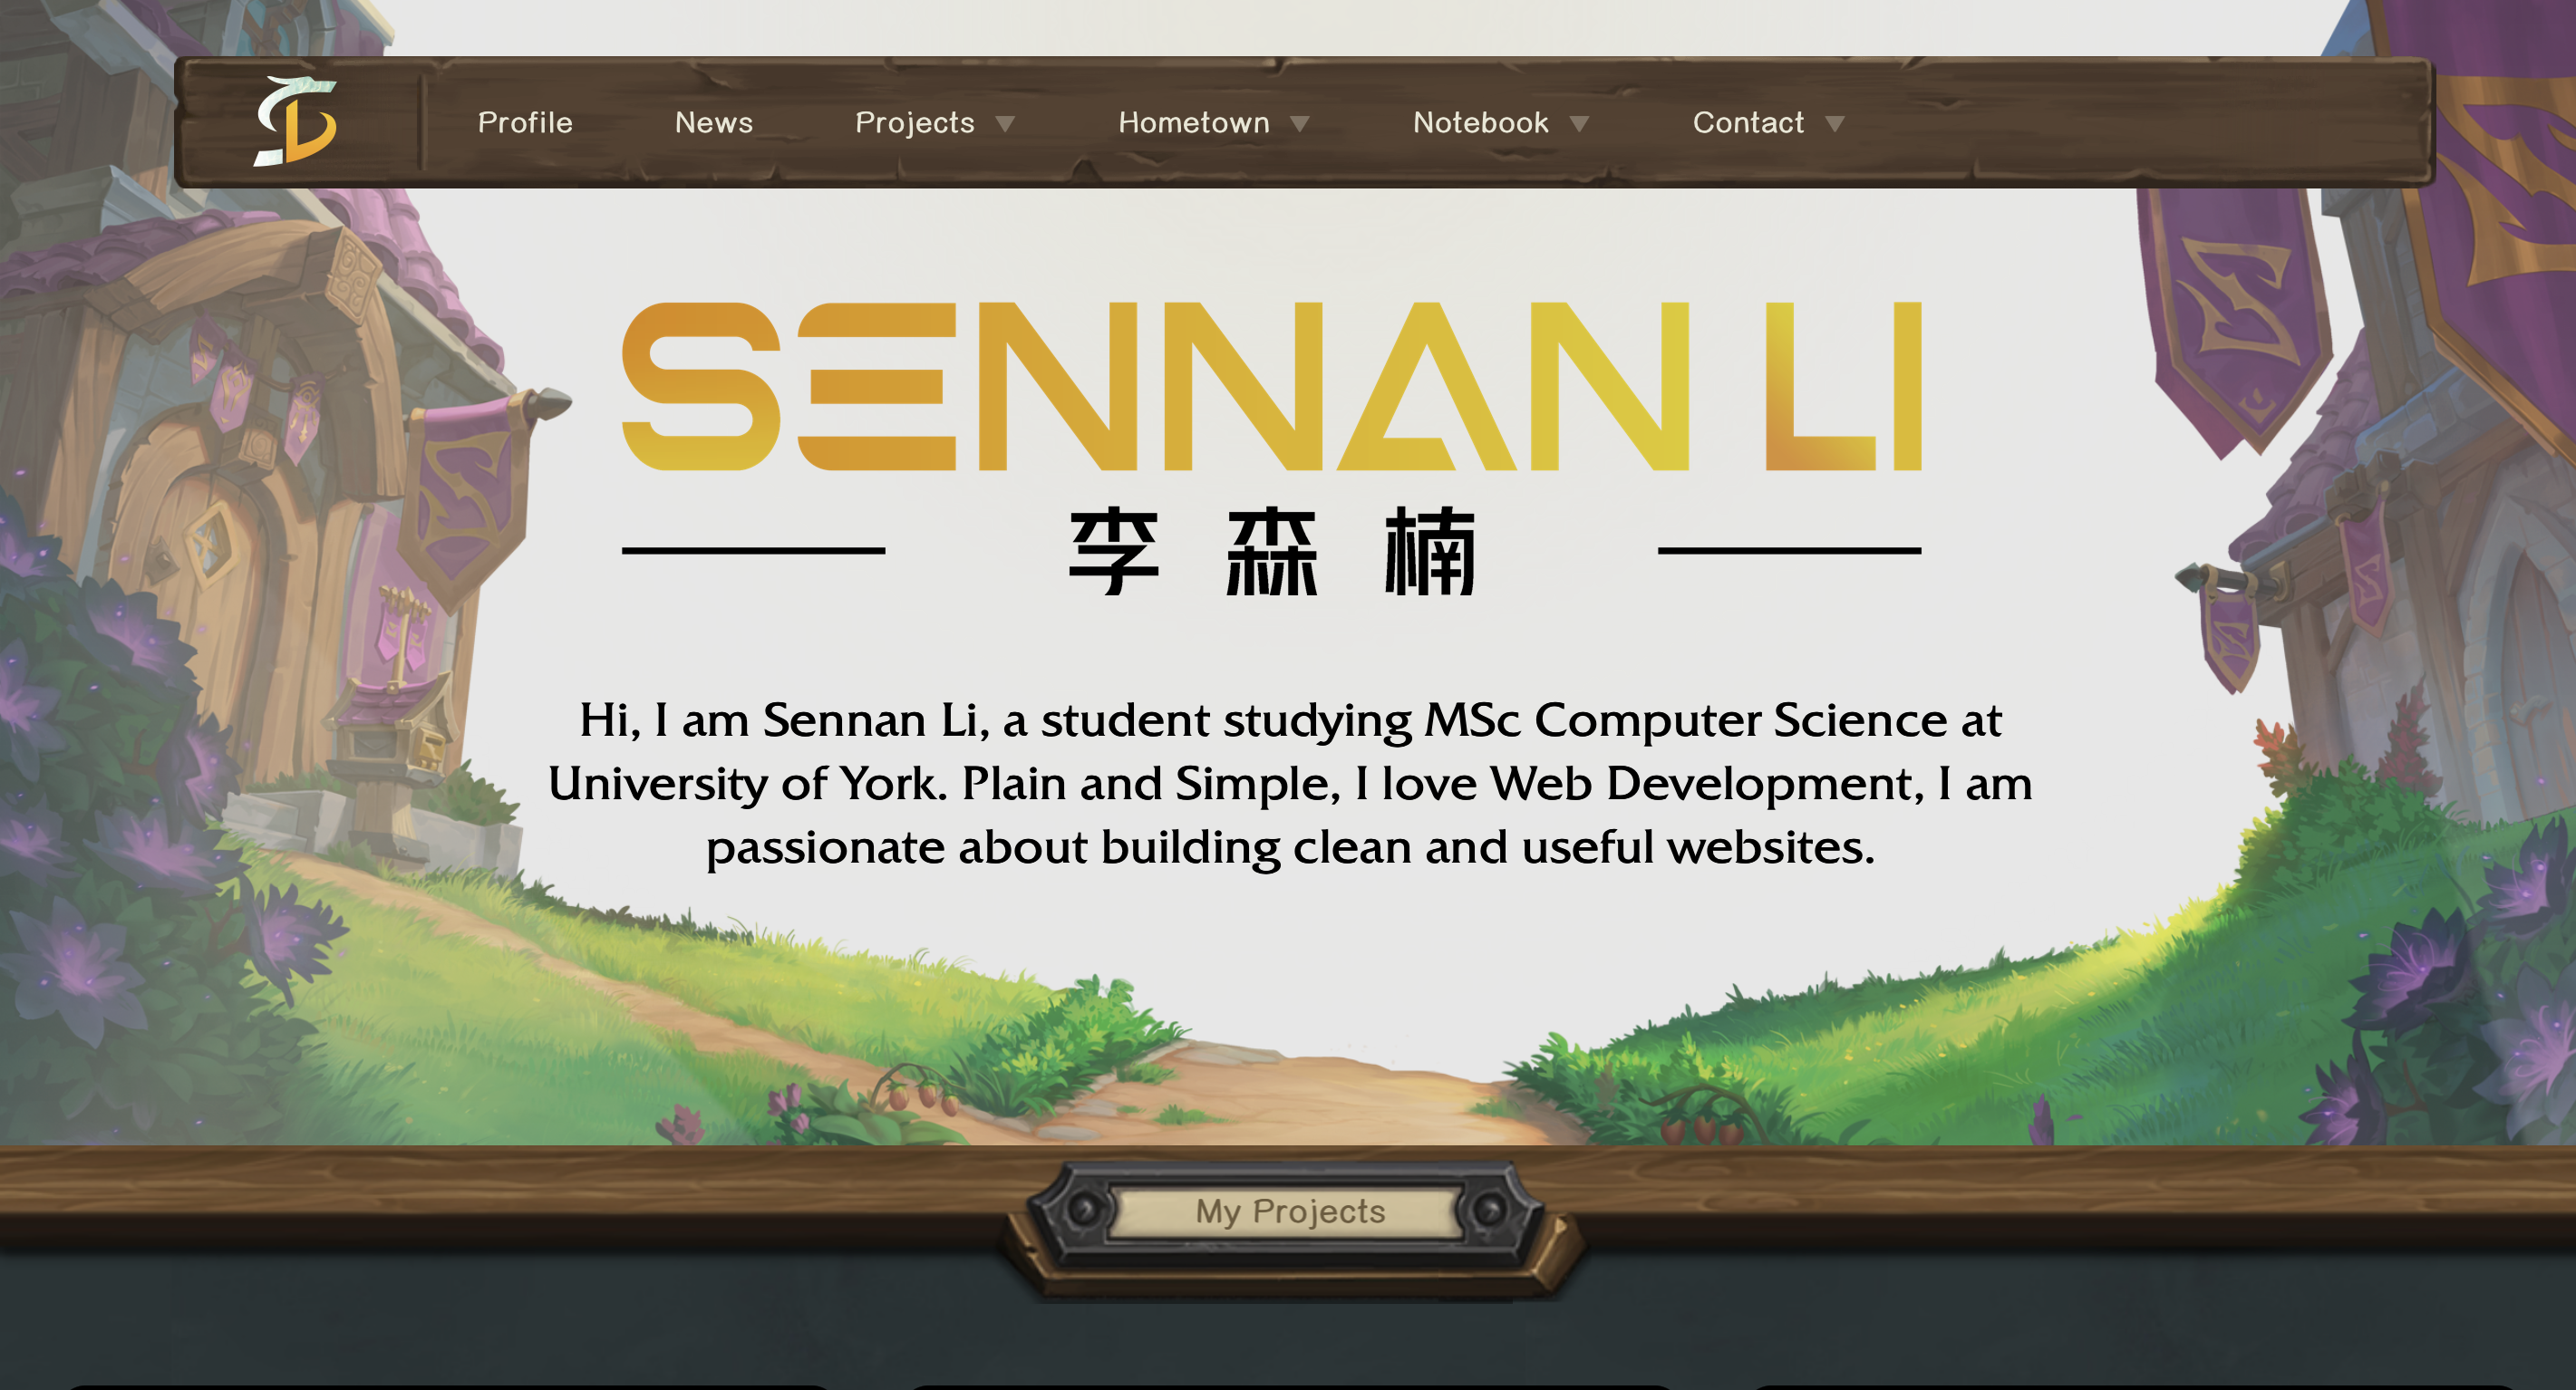 Profile News Projects Hometown Notebook Contact
SENNAN LI
李森楠
Hi, I am Sennan Li, a student studying MSc Computer Science at
University of York. Plain and Simple, I love Web Development, I am
passionate about building clean and useful websites.
My Projects